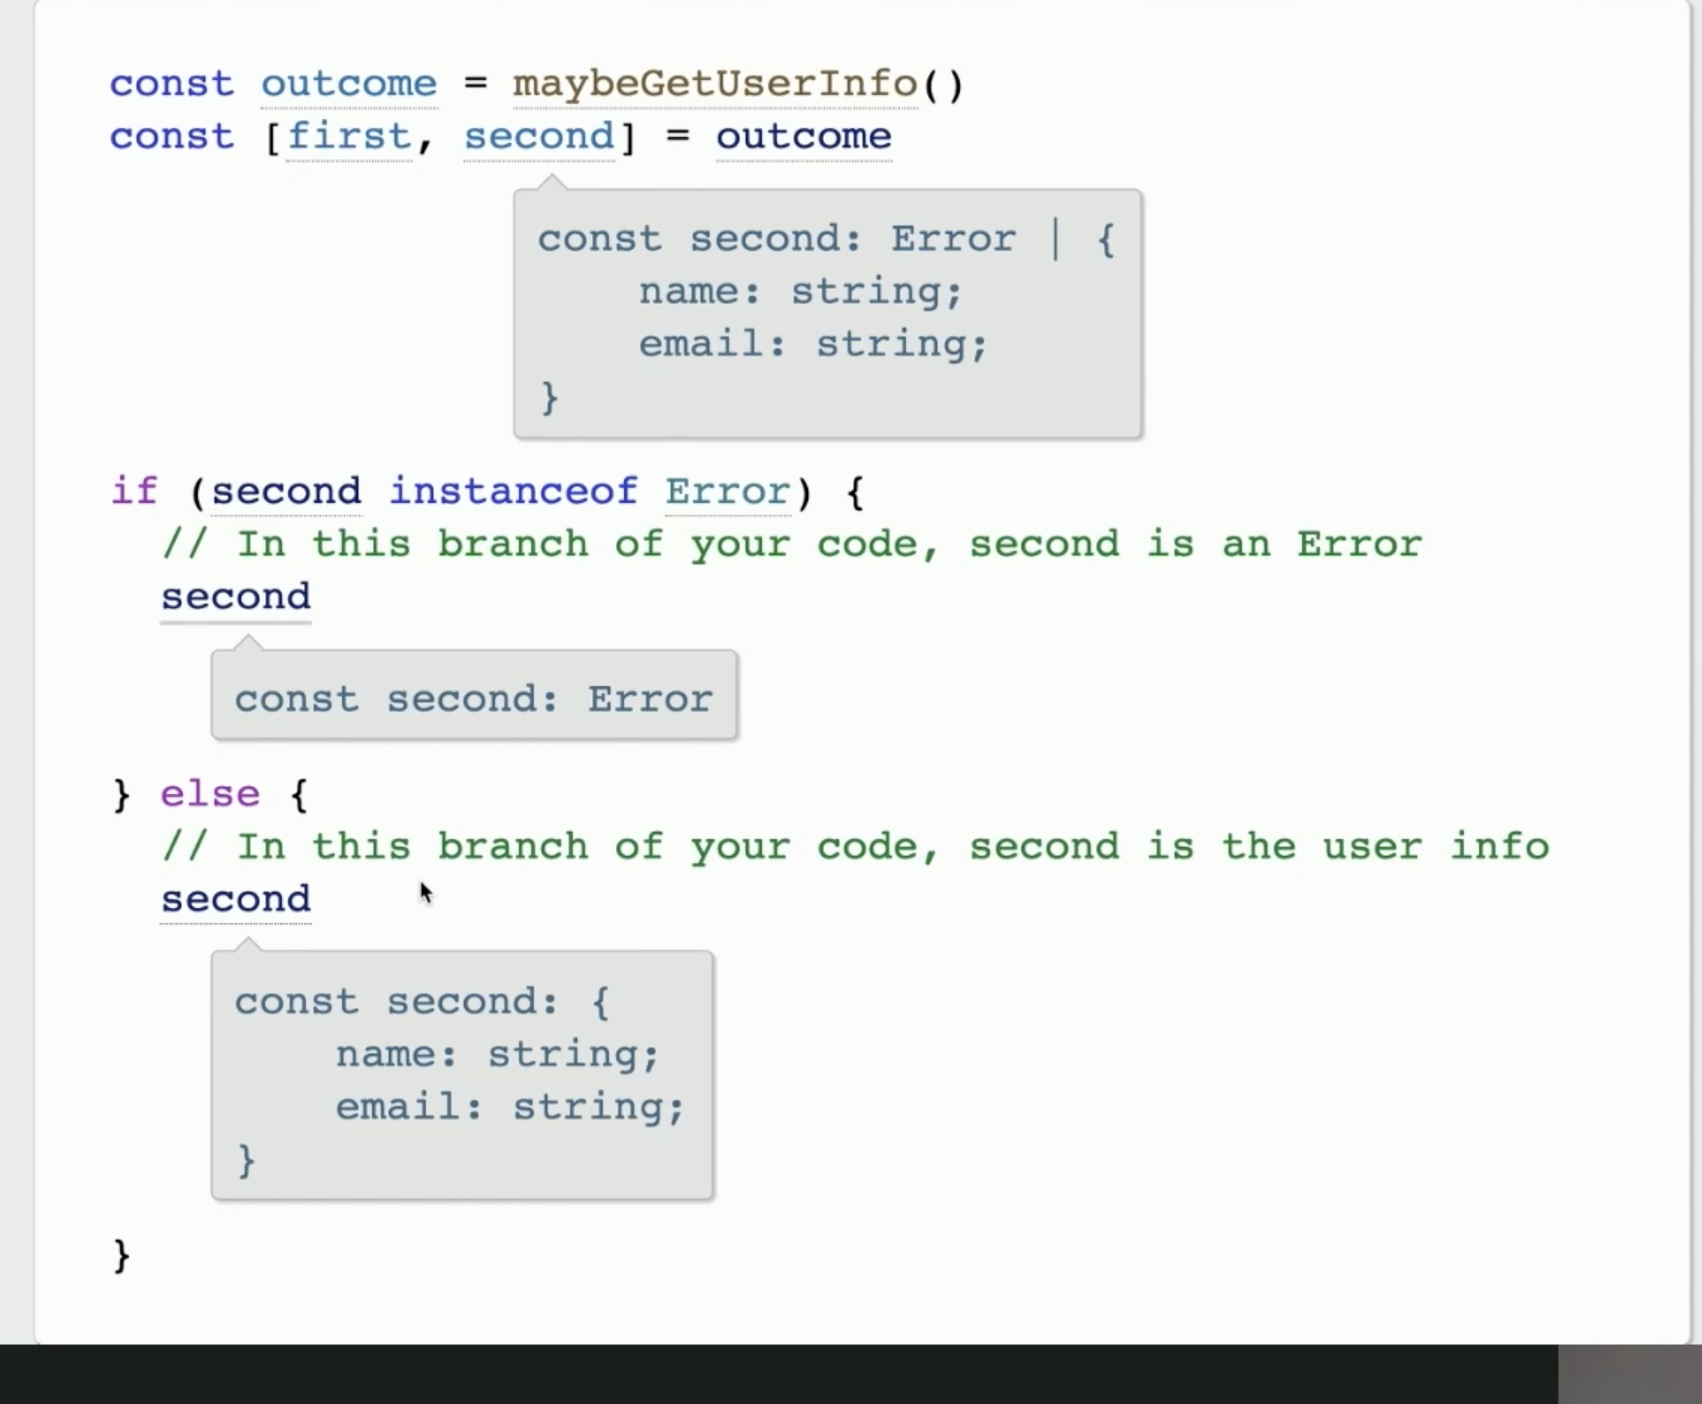 const outcome = maybeGetUserInfo()
const [first, second] = outcome
const second: Error | {
    name: string;
    email: string;
}
if (second instanceof Error) {
  // In this branch of your code, second is an Error
  second
const second: Error
} else {
  // In this branch of your code, second is the user info
  second
const second: {
    name: string;
    email: string;
}
}